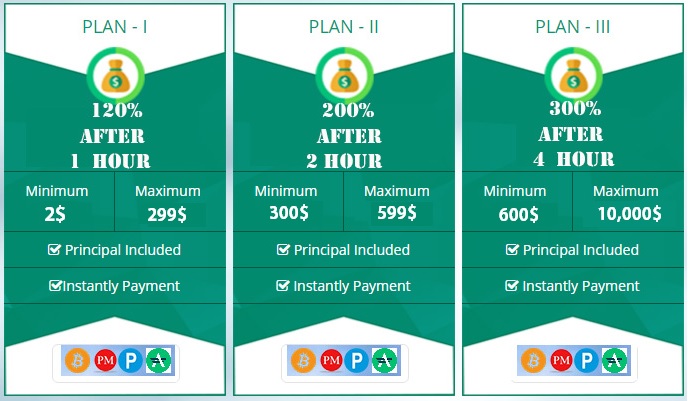 PLAN - I
120%
AFTER
1 HOUR
Minimum
Maximum
2$
299$
Principal Included
Instantly Payment
PM
PLAN - II
200%
AFTER
2 HOUR
Minimum
Maximum
300$
599$
Principal Included
Instantly Payment
PM
PLAN - III
300%
AFTER
4 HOUR
Minimum
Maximum
600$
10,000$
Principal Included
Instantly Payment
PM